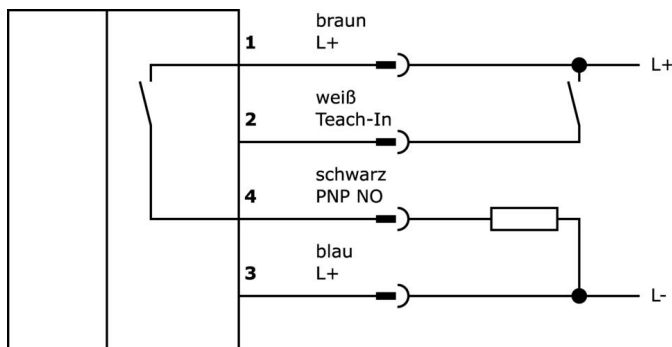 braun
1 L+
L+
weiß
2 Teach-In
schwarz
4 PNP NO
blau
3 L+
L-